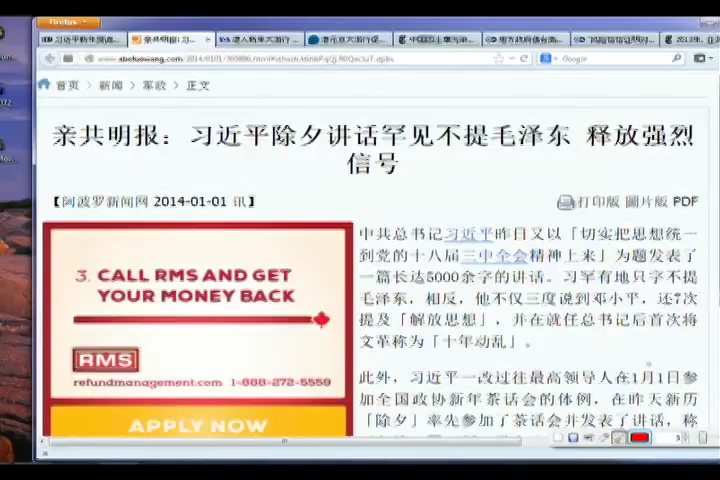 Firefox
Google
首页 > 新闻 > 军政 > 正文
亲共明报：习近平除夕讲话罕见不提毛泽东 释放强烈
信号
【阿波罗新闻网 2014-01-01 讯】
打印版 圖片版 PDF
3. CALL RMS AND GET
YOUR MONEY BACK
RMS
refundmanagement.com 1-888-272-5559
APPLY NOW
中共总书记习近平昨日又以「切实把思想统一
到党的十八届三中全会精神上来」为题发表了
一篇长达5000余字的讲话。习罕有地只字不提
毛泽东，相反，他不仅三度说到邓小平，还7次
提及「解放思想」，并在就任总书记后首次将
文革称为「十年动乱」。
此外，习近平一改过往最高领导人在1月1日参
加全国政协新年茶话会的体例，在昨天新历
「除夕」率先参加了茶话会并发表了讲话，称